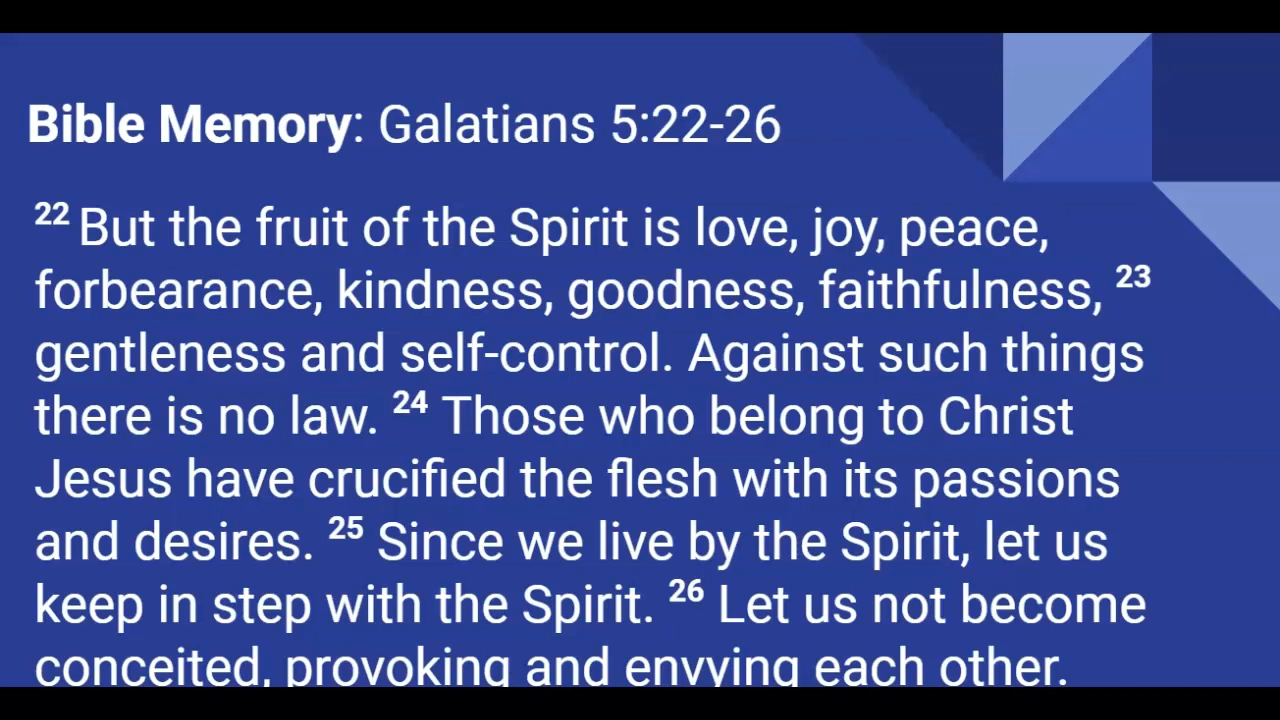 Bible Memory: Galatians 5:22-26
22 But the fruit of the Spirit is love, joy, peace,
forbearance, kindness, goodness, faithfulness, 23
gentleness and self-control. Against such things
there is no law. 24 Those who belong to Christ
Jesus have crucified the flesh with its passions
and desires. 25 Since we live by the Spirit, let us
keep in step with the Spirit. 26 Let us not become
conceited, provoking and envying each other.